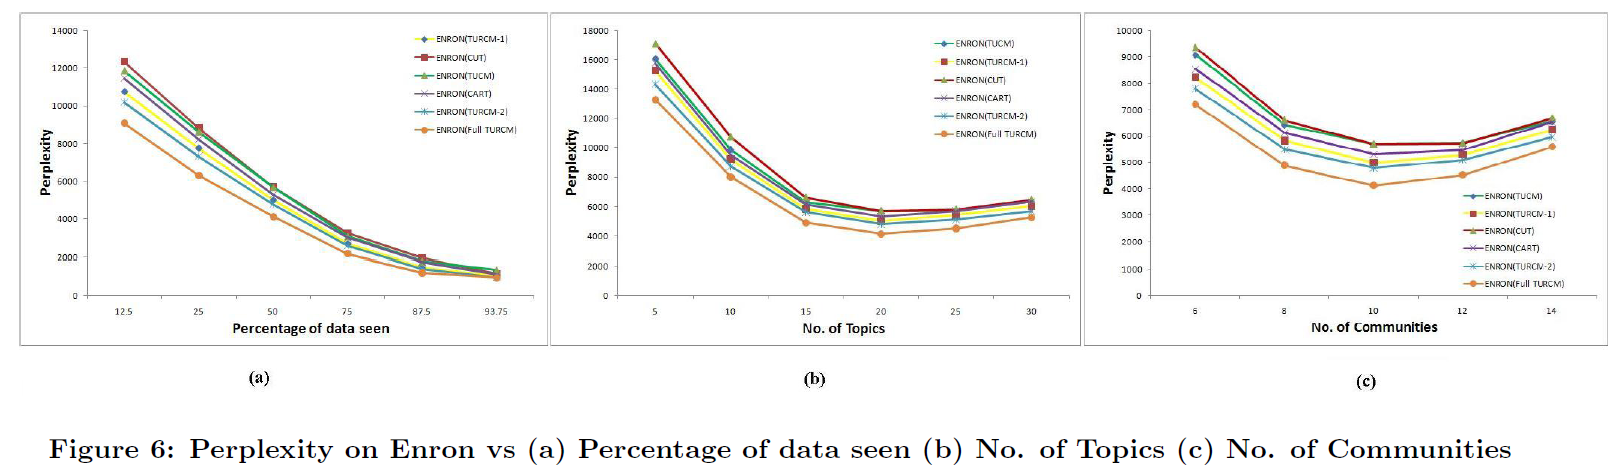 14000
12000
10000
8000
6000
4000
2000
0
Perplexity
12.5 25 50 75 87.5 93.75
Percentage of data seen
ENRON(TURCM-1)
ENRON(CUT)
ENRON(TUCM)
ENRON(CART)
ENRON(TURCM-2)
ENRON(Full TURCM)
(a)
18000
16000
14000
12000
10000
8000
6000
4000
2000
0
Perplexity
5 10 15 20 25 30
No. of Topics
ENRON(TUCM)
ENRON(TURCM-1)
ENRON(CUT)
ENRON(CART)
ENRON(TURCM-2)
ENRON(Full TURCM)
(b)
10000
9000
8000
7000
6000
5000
4000
3000
2000
1000
0
Perplexity
6 8 10 12 14
No. of Communities
ENRON(TUCM)
ENRON(TURCM-1)
ENRON(CUT)
ENRON(CART)
ENRON(TURCM-2)
ENRON(Full TURCM)
(c)
Figure 6: Perplexity on Enron vs (a) Percentage of data seen (b) No. of Topics (c) No. of Communities